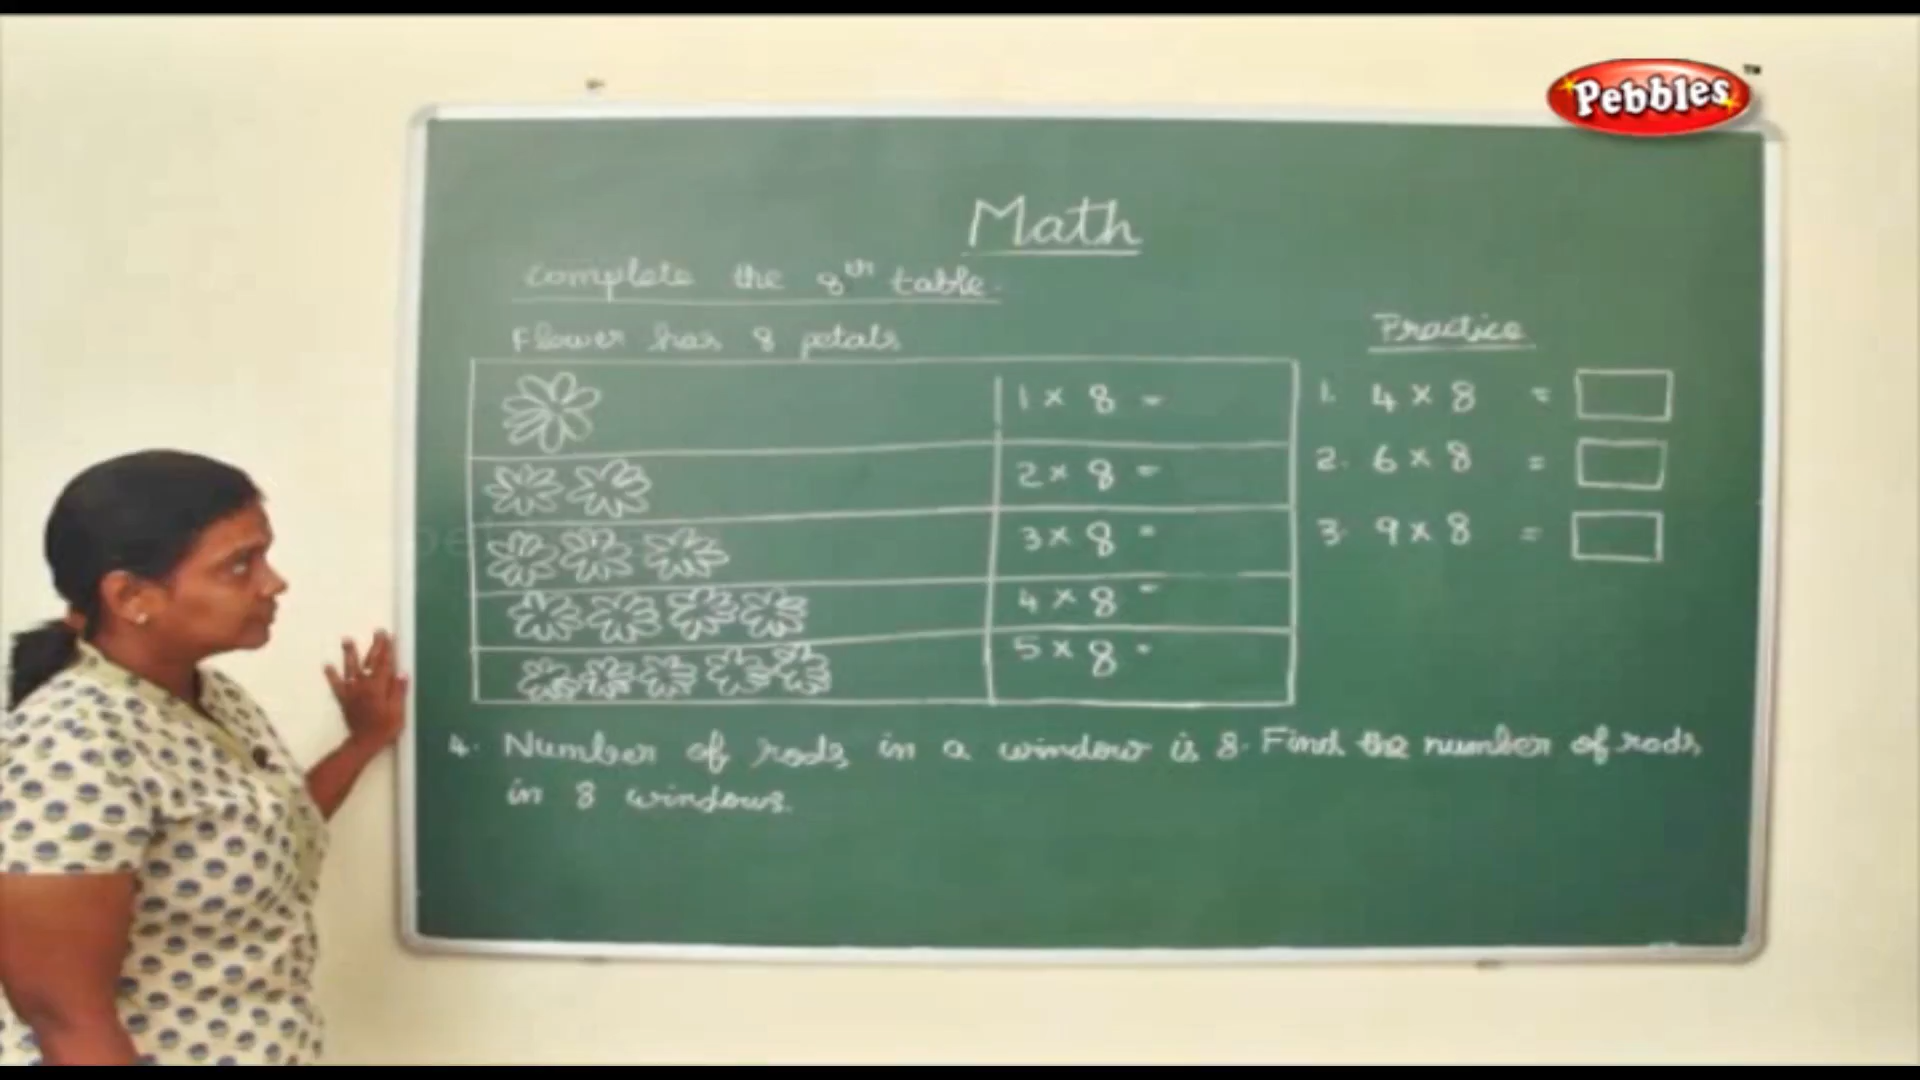 Pebbles™
Math
Complete the 8th table.
Flower has 8 petals
1 × 8 =
2 × 8 =
3 × 8 =
4 × 8 =
5 × 8 =
Practice
1. 4 × 8 =
2. 6 × 8 =
3. 9 × 8 =
4. Number of rods in a window is 8. Find the number of rods
in 8 windows.